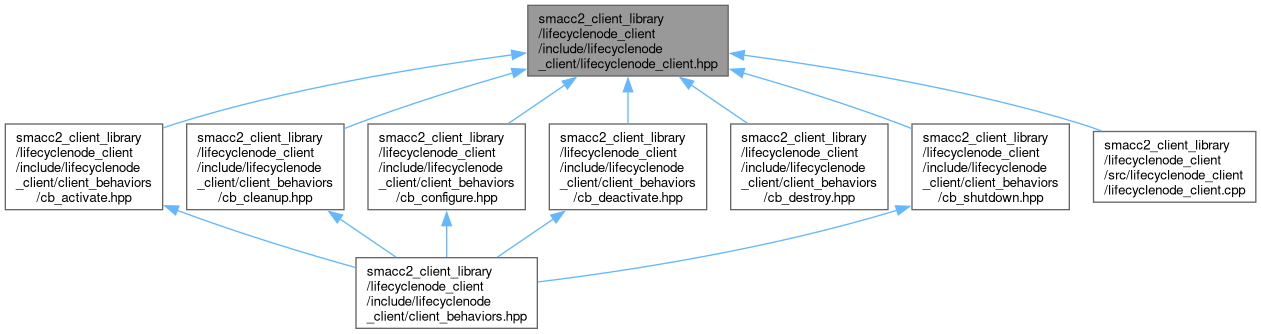 smacc2_client_library
/lifecyclenode_client
/include/lifecyclenode
_client/lifecyclenode_client.hpp
smacc2_client_library
/lifecyclenode_client
/include/lifecyclenode
_client/client_behaviors
/cb_activate.hpp
smacc2_client_library
/lifecyclenode_client
/include/lifecyclenode
_client/client_behaviors
/cb_cleanup.hpp
smacc2_client_library
/lifecyclenode_client
/include/lifecyclenode
_client/client_behaviors
/cb_configure.hpp
smacc2_client_library
/lifecyclenode_client
/include/lifecyclenode
_client/client_behaviors
/cb_deactivate.hpp
smacc2_client_library
/lifecyclenode_client
/include/lifecyclenode
_client/client_behaviors
/cb_destroy.hpp
smacc2_client_library
/lifecyclenode_client
/include/lifecyclenode
_client/client_behaviors
/cb_shutdown.hpp
smacc2_client_library
/lifecyclenode_client
/src/lifecyclenode_client
/lifecyclenode_client.cpp
smacc2_client_library
/lifecyclenode_client
/include/lifecyclenode
_client/client_behaviors.hpp